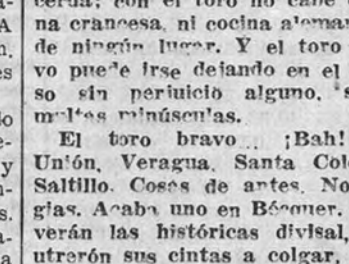 A
cerda; con el toro no cabe
na crancesa, ni cocina alemana
de ningún lugar. Y el toro
es vo puede irse dejando en el
so sin perjuicio alguno,
multas minúsculas.
El toro bravo... ¡Bah!
y Unión, Veragua, Santa Col
Saltillo. Cosas de antes. No
s. gias. Acaba uno en Bécquer.
verán las históricas divisal,
a utrerón sus cintas a colgar,